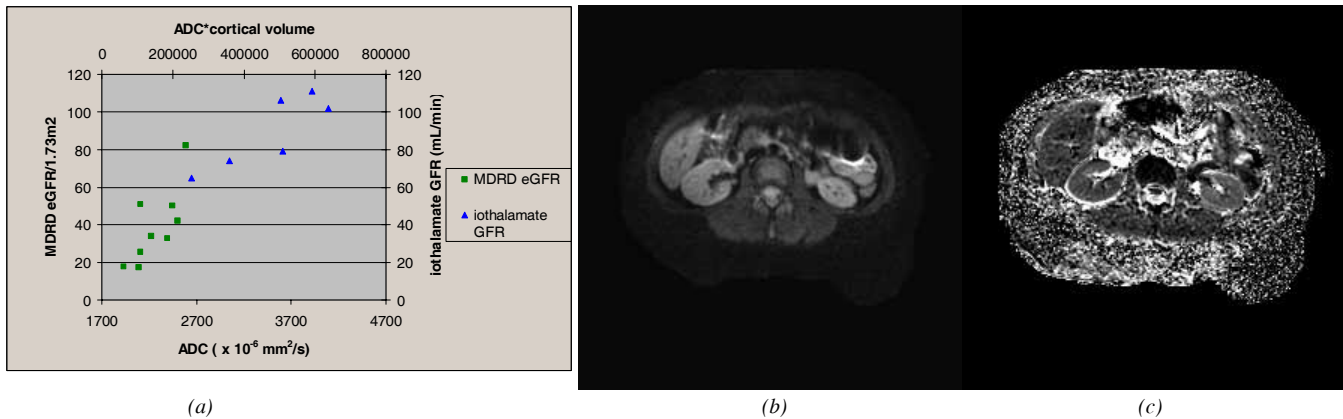 ADC*cortical volume
0 200000 400000 600000 800000
120 120
100 100
80 80
60 60
40 40
20 20
0 0
MDRD eGFR/1.73m2
iothalamate GFR (mL/min)
1700 2700 3700 4700
ADC ( x 10⁻⁶ mm²/s)
MDRD eGFR
iothalamate
GFR
(a) (b) (c)